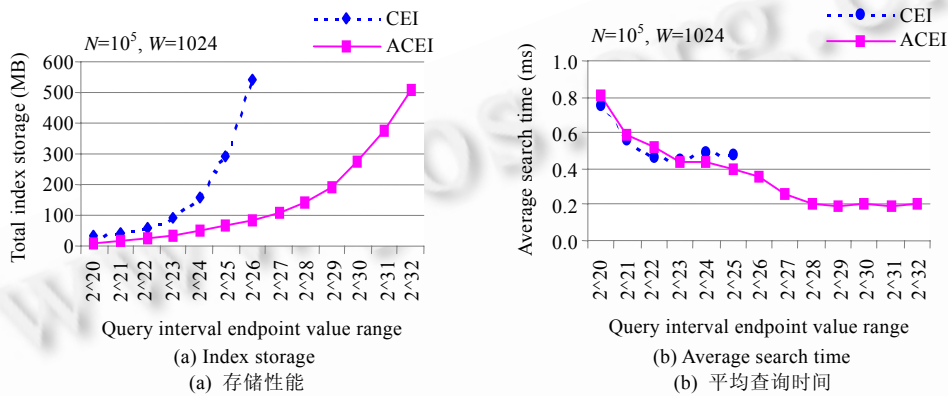 CEI
ACEI
N=10^5, W=1024
Total index storage (MB)
600
500
400
300
200
100
0
2^20
2^21
2^22
2^23
2^24
2^25
2^26
2^27
2^28
2^29
2^30
2^31
2^32
Query interval endpoint value range
(a) Index storage
(a) 存储性能
CEI
ACEI
N=10^5, W=1024
Average search time (ms)
1.0
0.8
0.6
0.4
0.2
0.0
2^20
2^21
2^22
2^23
2^24
2^25
2^26
2^27
2^28
2^29
2^30
2^31
2^32
Query interval endpoint value range
(b) Average search time
(b) 平均查询时间